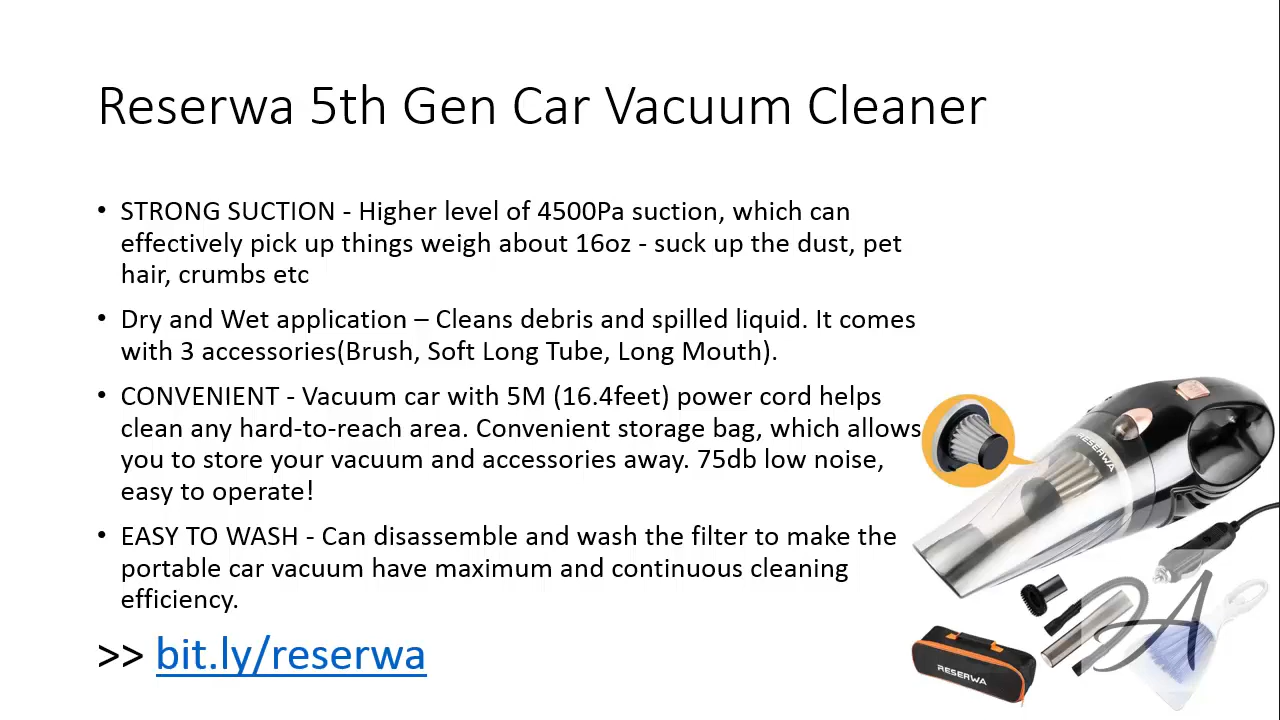 Reserwa 5th Gen Car Vacuum Cleaner
• STRONG SUCTION - Higher level of 4500Pa suction, which can
effectively pick up things weigh about 16oz - suck up the dust, pet
hair, crumbs etc
• Dry and Wet application – Cleans debris and spilled liquid. It comes
with 3 accessories(Brush, Soft Long Tube, Long Mouth).
• CONVENIENT - Vacuum car with 5M (16.4feet) power cord helps
clean any hard-to-reach area. Convenient storage bag, which allows
you to store your vacuum and accessories away. 75db low noise,
easy to operate!
• EASY TO WASH - Can disassemble and wash the filter to make the
portable car vacuum have maximum and continuous cleaning
efficiency.
>> bit.ly/reserwa
RESERWA
RESERWA
DA